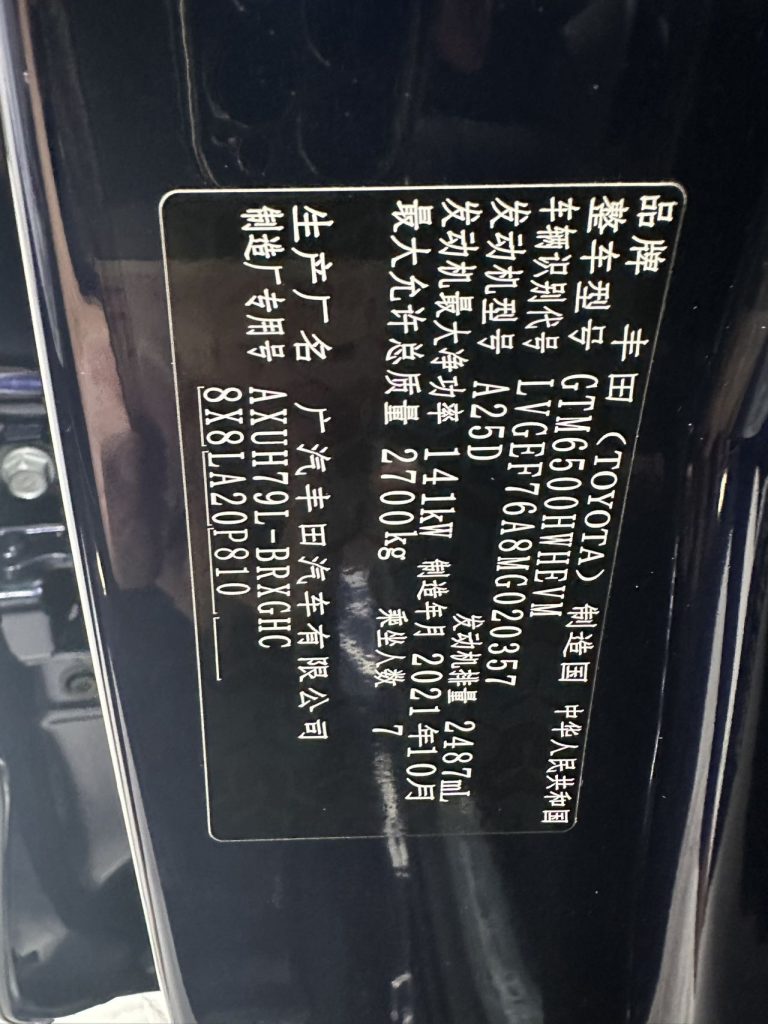 品牌 丰田（TOYOTA） 制造国 中华人民共和国
整车型号 GTM6500HWHEVM
车辆识别代号 LVGEF76A8MG020357
发动机型号 A25D 发动机排量 2487mL
发动机最大净功率 141kW 制造年月 2021年10月
最大允许总质量 2700kg 乘坐人数 7
生产厂名 广汽丰田汽车有限公司
制造厂专用号 AXUH79L-BRXGHC
8X8LA20P810